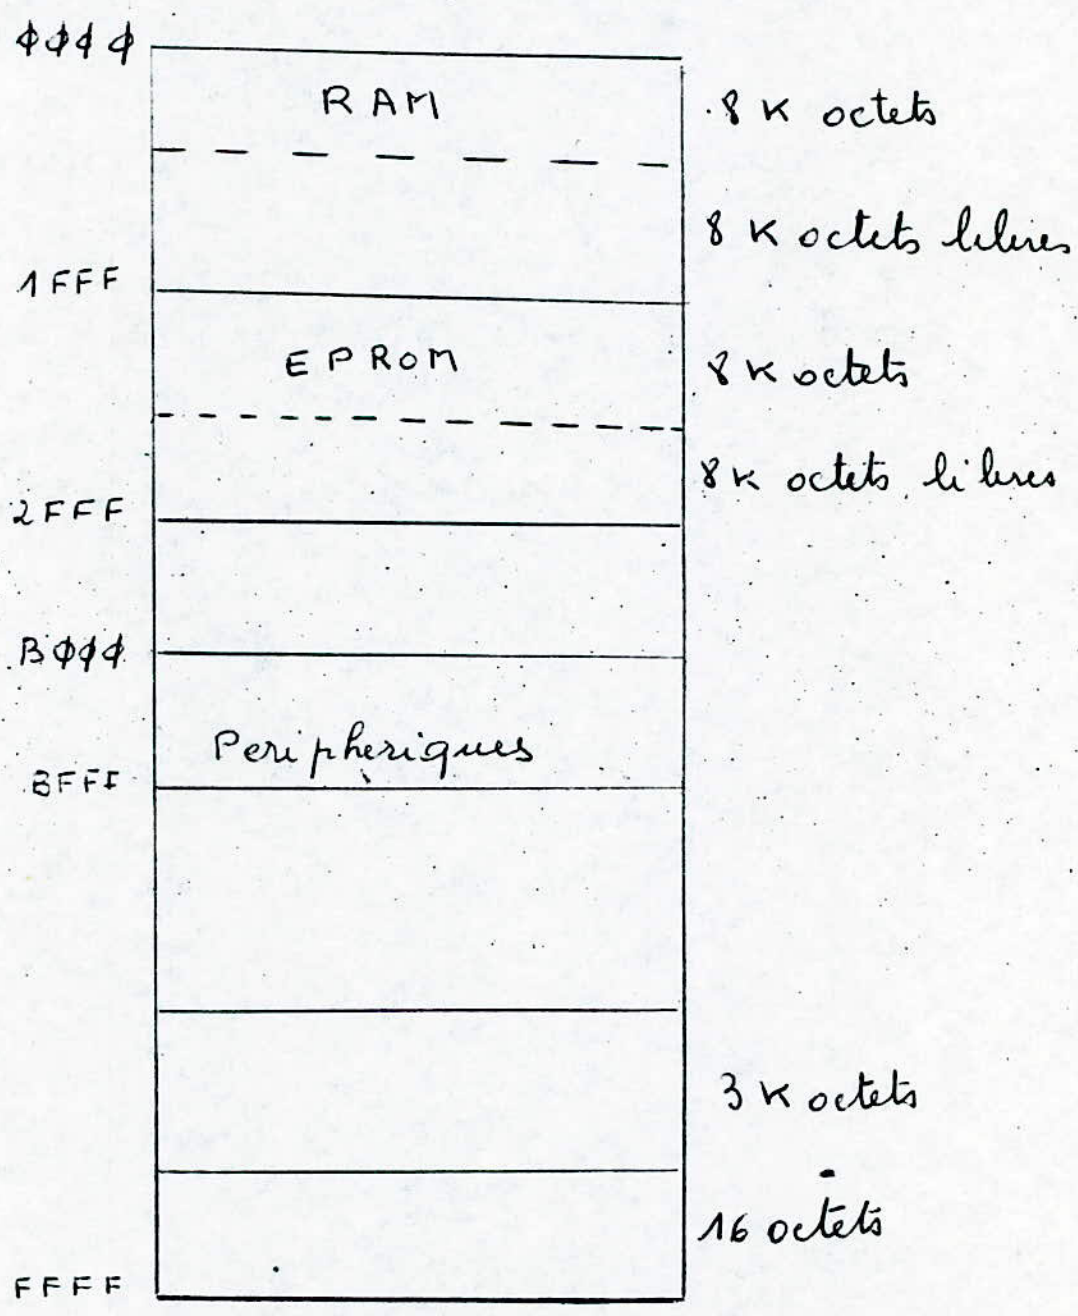 ΦΦΦΦ
RAM
8 K octets
8 K octets libres
1FFF
EPROM
8 K octets
8 K octets libres
2FFF
BΦΦΦ
Peripheriques
BFFF
3 K octets
16 octets
FFFF